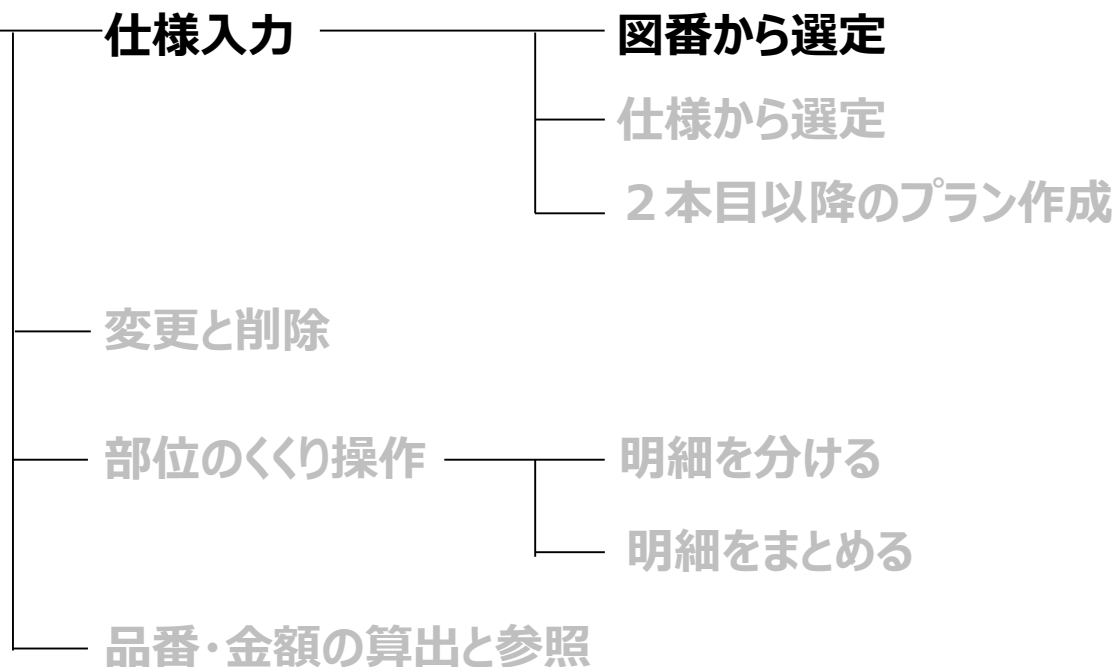 仕様入力
図番から選定
仕様から選定
２本目以降のプラン作成
変更と削除
部位のくくり操作
明細を分ける
明細をまとめる
品番・金額の算出と参照